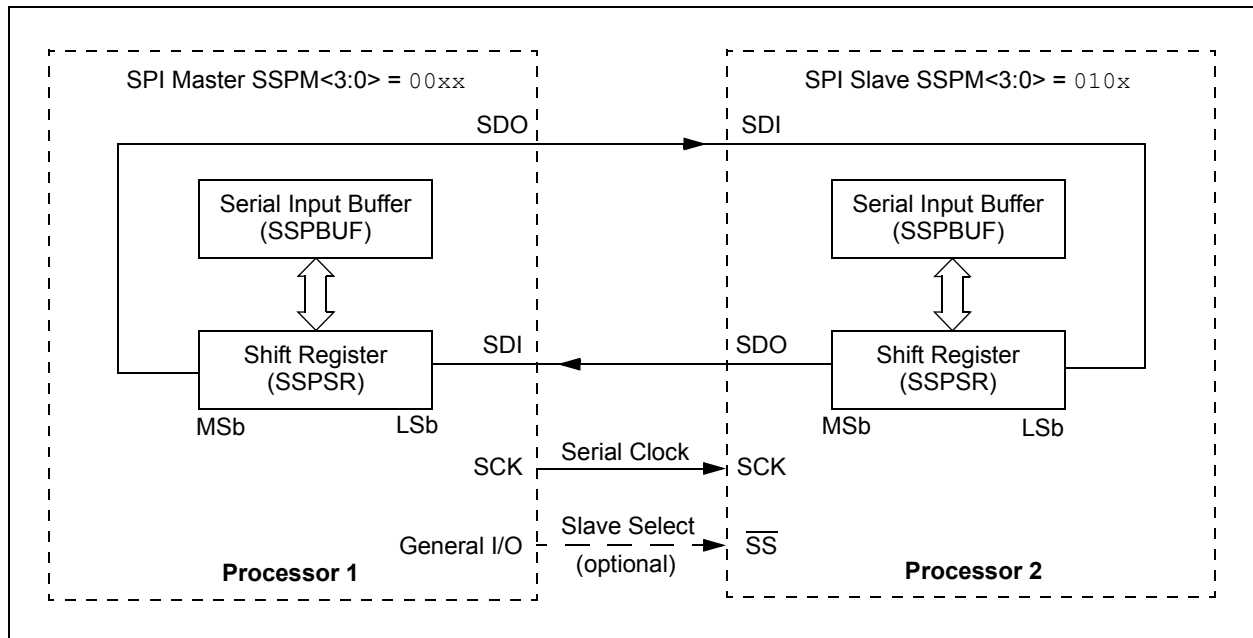 SPI Master SSPM<3:0> = 00xx
SDO
Serial Input Buffer
(SSPBUF)
Shift Register
(SSPSR)
MSb
LSb
SDI
SCK
General I/O
Processor 1
Serial Clock
Slave Select
(optional)
SPI Slave SSPM<3:0> = 010x
SDI
Serial Input Buffer
(SSPBUF)
SDO
Shift Register
(SSPSR)
MSb
LSb
SCK
SS
Processor 2